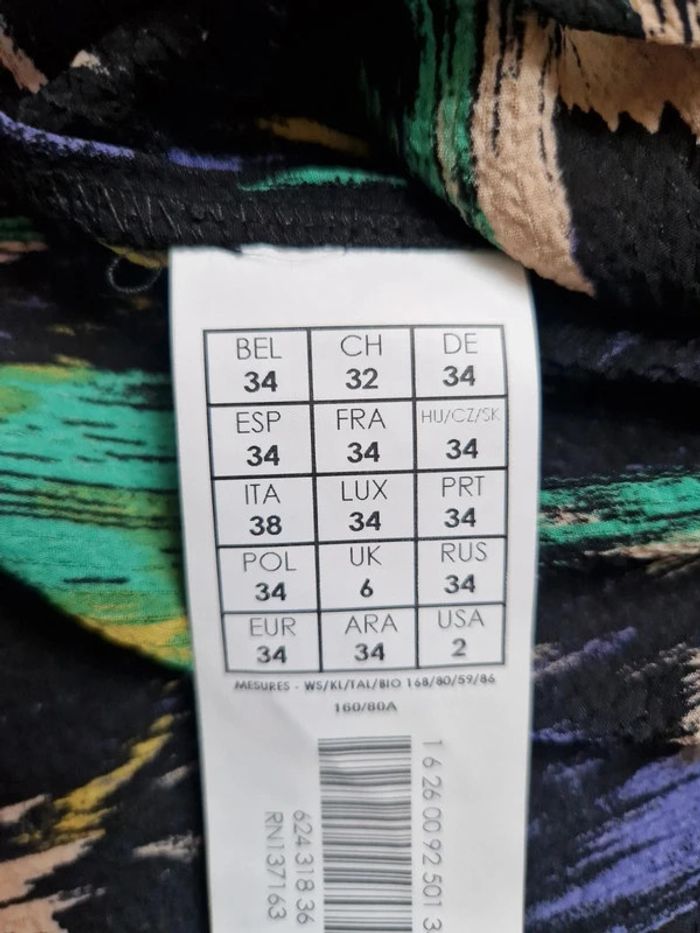 BEL CH DE
34 32 34
ESP FRA HU/CZ/SK
34 34 34
ITA LUX PRT
38 34 34
POL UK RUS
34 6 34
EUR ARA USA
34 34 2
MESURES - WS/KL/TAL/BIO 168/80/59/86
160/80A
1 6 26 00 92 501 3
624 318 36
RN137163